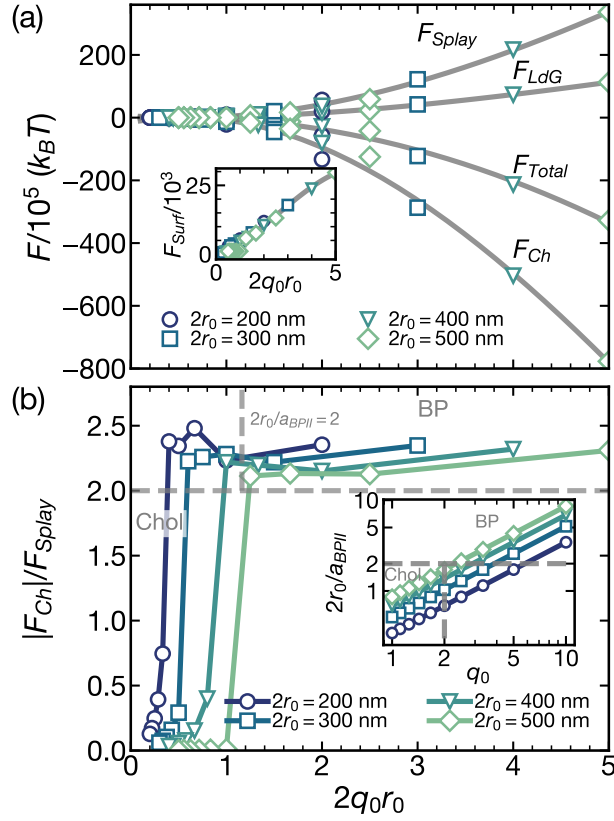 (a)
F_Splay
F_LdG
F_Total
F_Ch
F/10^5 (k_BT)
200
0
−200
−400
−600
−800
F_Surf/10^3
25
0
0
5
2q_0r_0
2r_0 = 200 nm
2r_0 = 300 nm
2r_0 = 400 nm
2r_0 = 500 nm
(b)
2r_0/a_BPII = 2
BP
Chol
|F_Ch|/F_Splay
2.5
2.0
1.5
1.0
0.5
0.0
2r_0/a_BPII
10
5
2
1
BP
Chol
1
2
5
10
q_0
2r_0 = 200 nm
2r_0 = 300 nm
2r_0 = 400 nm
2r_0 = 500 nm
0
1
2
3
4
5
2q_0r_0